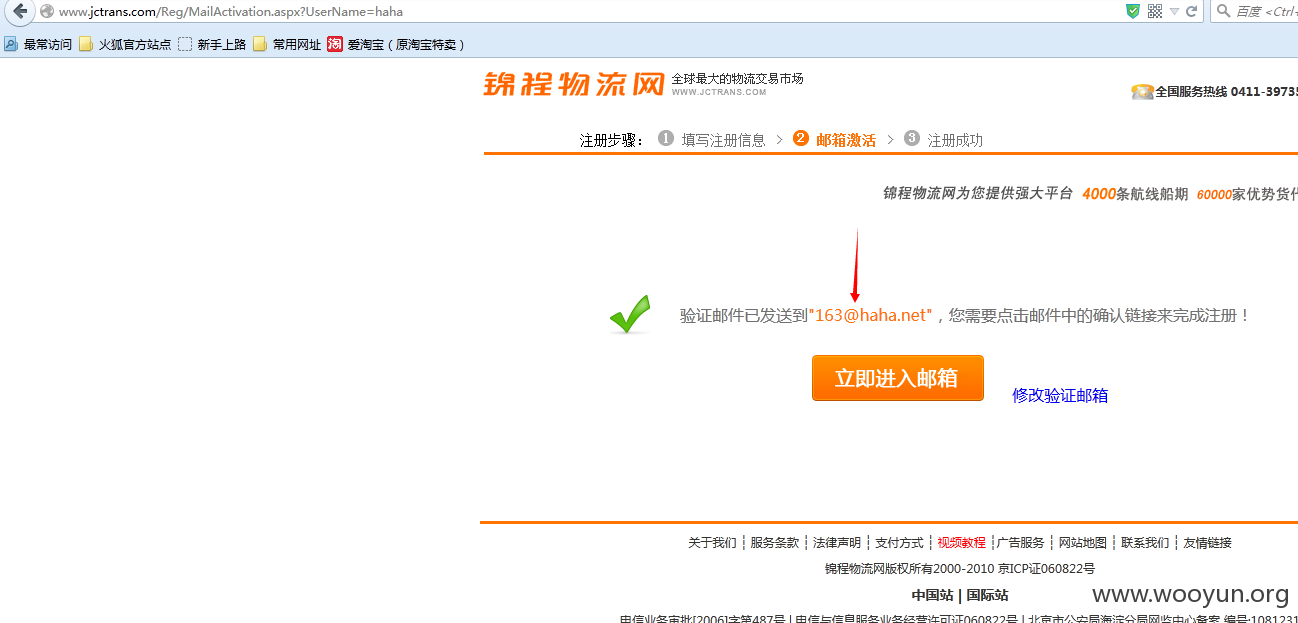 www.jctrans.com/Reg/MailActivation.aspx?UserName=haha
百度 <Ctrl+
最常访问 火狐官方站点 新手上路 常用网址 淘 爱淘宝（原淘宝特卖）
锦程物流网 全球最大的物流交易市场
WWW.JCTRANS.COM
全国服务热线 0411-3973
注册步骤： 1 填写注册信息 > 2 邮箱激活 > 3 注册成功
锦程物流网为您提供强大平台 4000条航线船期 60000家优势货
验证邮件已发送到"163@haha.net"，您需要点击邮件中的确认链接来完成注册！
立即进入邮箱
修改验证邮箱
关于我们 ¦ 服务条款 ¦ 法律声明 ¦ 支付方式 ¦ 视频教程 ¦ 广告服务 ¦ 网站地图 ¦ 联系我们 ¦ 友情链接
锦程物流网版权所有2000-2010 京ICP证060822号
中国站 | 国际站
www.wooyun.org
电信业务审批[2006]字第487号 | 电信与信息服务业务经营许可证060822号 | 北京市公安局海淀分局网监中心备案 编号:1081231